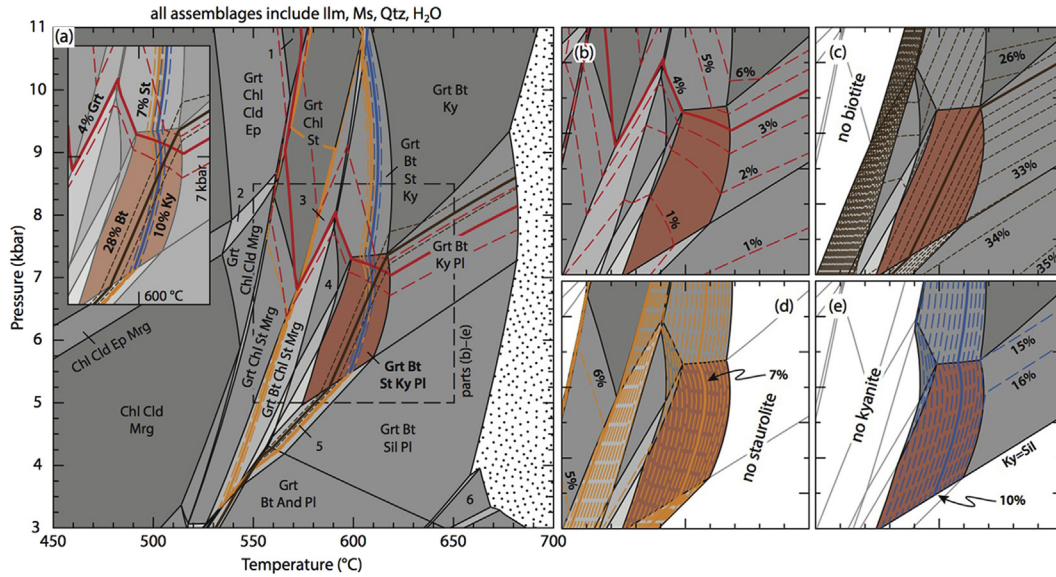 all assemblages include Ilm, Ms, Qtz, H₂O
(a)
11
10
9
8
7
6
5
4
3
Pressure (kbar)
450
500
550
600
650
700
Temperature (°C)
4% Grt
7% St
28% Bt
10% Ky
7 kbar
600 °C
1
Grt
Chl
Cld
Ep
Grt
Chl
St
Grt Bt
Ky
Grt
Bt
St
Ky
2
3
4
5
6
Grt
Chl Cld Mrg
Grt Bt
Ky Pl
Chl Cld Ep Mrg
Grt Chl St Mrg
Grt Bt Chl St Mrg
Grt Bt
St Ky Pl
parts (b)–(e)
Chl Cld
Mrg
Grt Bt
Sil Pl
Grt
Bt And Pl
(b)
4%
5%
6%
3%
2%
1%
1%
(c)
no biotite
26%
33%
34%
35%
(d)
6%
7%
5%
no staurolite
(e)
no kyanite
15%
16%
Ky=Sil
10%